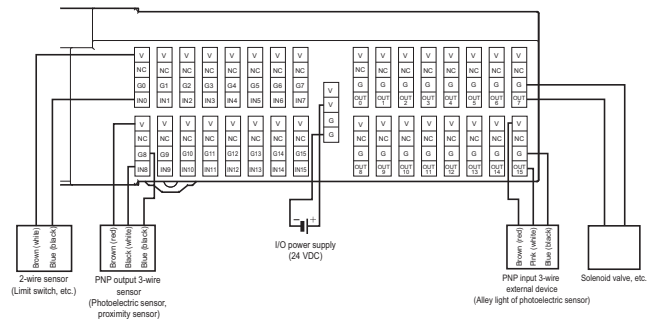 V V V V V V V V V V V V V V V V
NC NC NC NC NC NC NC NC NC NC NC NC NC NC NC NC
G0 G1 G2 G3 G4 G5 G6 G7 G G G G G G G G
IN0 IN1 IN2 IN3 IN4 IN5 IN6 IN7 OUT 0 OUT 1 OUT 2 OUT 3 OUT 4 OUT 5 OUT 6 OUT 7
V
V
G
G
V V V V V V V V V V V V V V V V
NC NC NC NC NC NC NC NC NC NC NC NC NC NC NC NC
G8 G9 G10 G11 G12 G13 G14 G15 G G G G G G G G
IN8 IN9 IN10 IN11 IN12 IN13 IN14 IN15 OUT 8 OUT 9 OUT 10 OUT 11 OUT 12 OUT 13 OUT 14 OUT 15
Brown (white)
Blue (black)
2-wire sensor
(Limit switch, etc.)
Brown (red)
Black (white)
Blue (black)
PNP output 3-wire
sensor
(Photoelectric sensor,
proximity sensor)
− +
I/O power supply
(24 VDC)
Brown (red)
Pink (white)
Blue (black)
PNP input 3-wire
external device
(Alley light of photoelectric sensor)
Solenoid valve, etc.